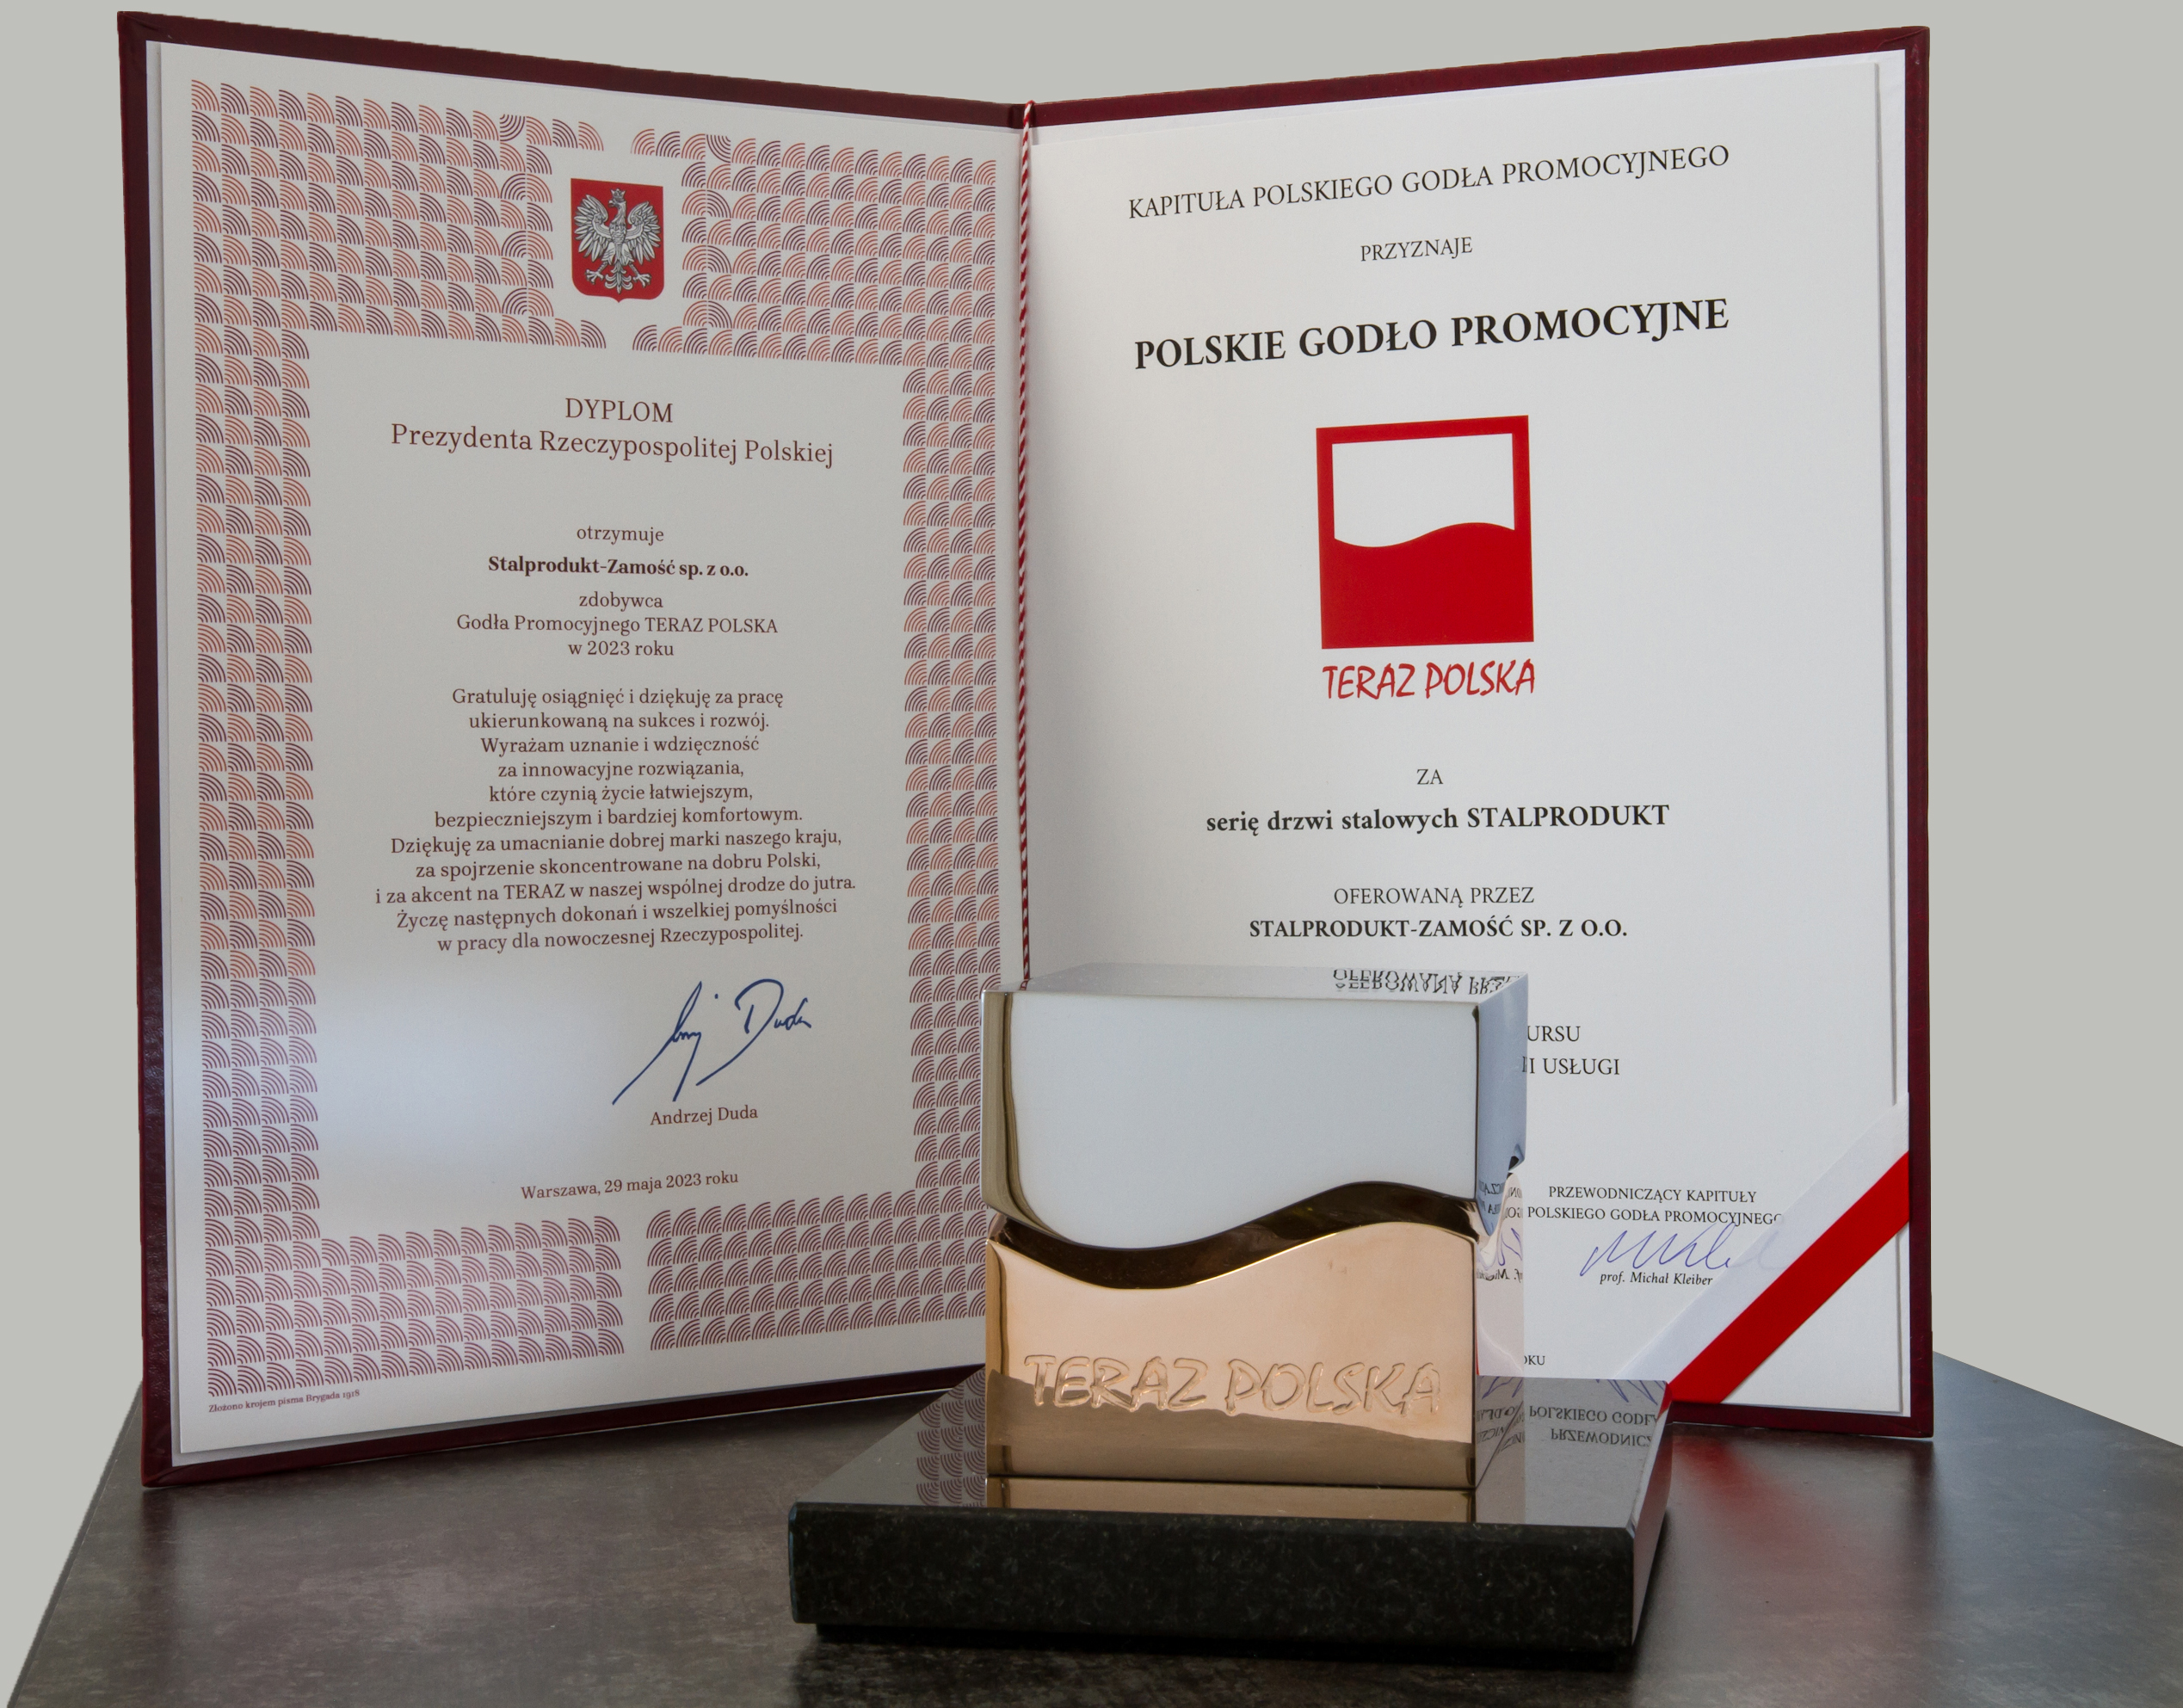 DYPLOM
Prezydenta Rzeczypospolitej Polskiej
otrzymuje
Stalprodukt-Zamość sp. z o.o.
zdobywca
Godła Promocyjnego TERAZ POLSKA
w 2023 roku
Gratuluję osiągnięć i dziękuję za pracę
ukierunkowaną na sukces i rozwój.
Wyrażam uznanie i wdzięczność
za innowacyjne rozwiązania,
które czynią życie łatwiejszym,
bezpieczniejszym i bardziej komfortowym.
Dziękuję za umacnianie dobrej marki naszego kraju,
za spojrzenie skoncentrowane na dobru Polski,
i za akcent na TERAZ w naszej wspólnej drodze do jutra.
Życzę następnych dokonań i wszelkiej pomyślności
w pracy dla nowoczesnej Rzeczypospolitej.
Andrzej Duda
Warszawa, 29 maja 2023 roku
Złożono krojem pisma Brygada 1918
KAPITUŁA POLSKIEGO GODŁA PROMOCYJNEGO
PRZYZNAJE
POLSKIE GODŁO PROMOCYJNE
TERAZ POLSKA
ZA
serię drzwi stalowych STALPRODUKT
OFEROWANĄ PRZEZ
STALPRODUKT-ZAMOŚĆ SP. Z O.O.
URSU
I USŁUGI
PRZEWODNICZĄCY KAPITUŁY
POLSKIEGO GODŁA PROMOCYJNEGO
prof. Michał Kleiber
OKU
TERAZ POLSKA